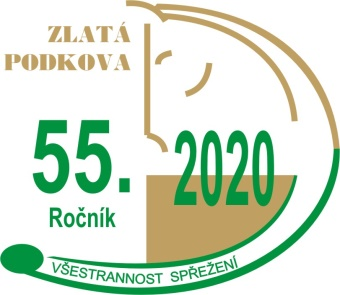 ZLATÁ
PODKOVA
55.
2020
Ročník
VŠESTRANNOST SPŘEŽENÍ